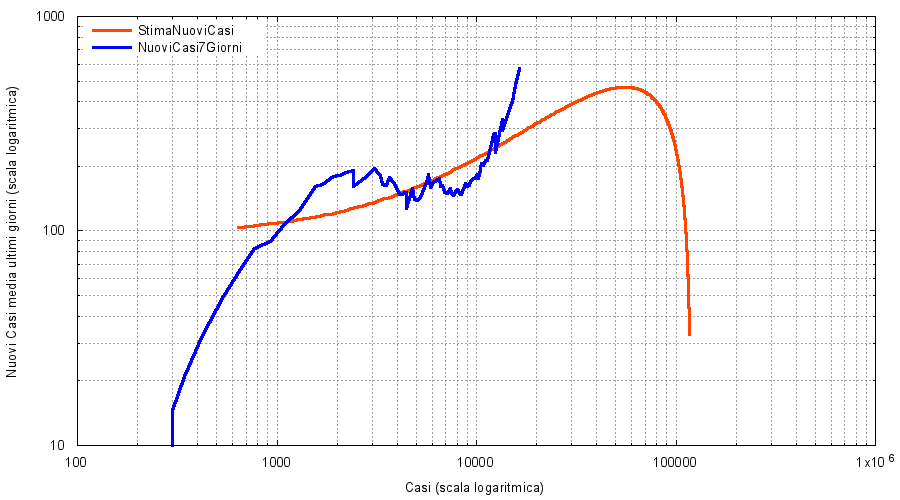 1000
StimaNuoviCasi
NuoviCasi7Giorni
Nuovi Casi media ultimi giorni (scala logaritmica)
100
10
100 1000 10000 100000 1x10 6
Casi (scala logaritmica)